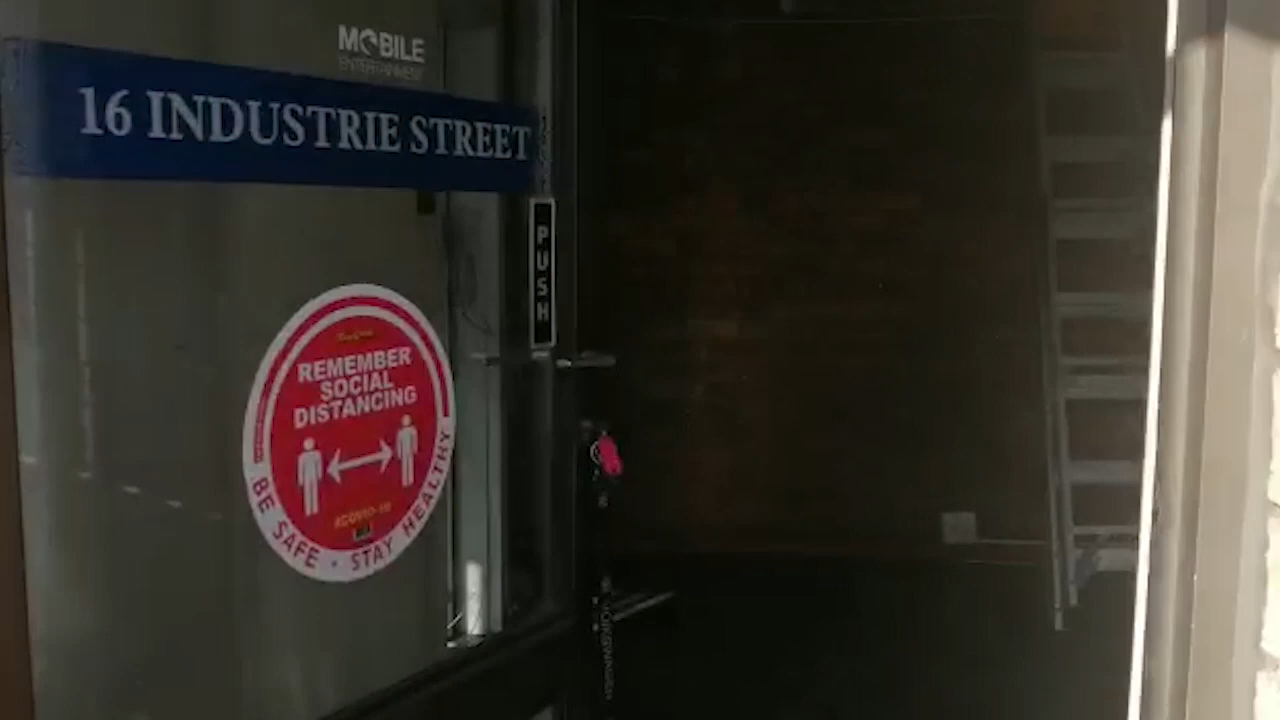 MOBILE
ENTERTAINMENT
16 INDUSTRIE STREET
PUSH
REMEMBER
SOCIAL
DISTANCING
#COVID-19
BE SAFE · STAY HEALTHY